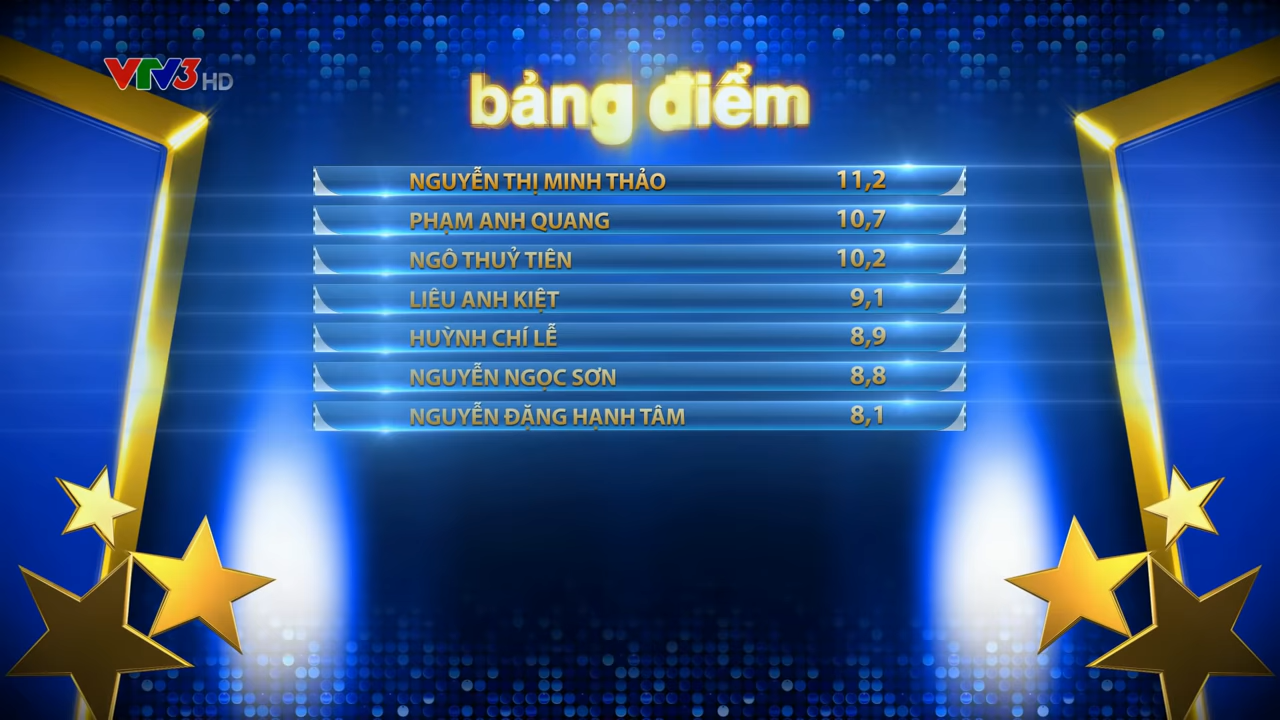 VTV3 HD
bảng điểm
NGUYỄN THỊ MINH THẢO 11,2
PHẠM ANH QUANG 10,7
NGÔ THUỶ TIÊN 10,2
LIÊU ANH KIỆT 9,1
HUỲNH CHÍ LỄ 8,9
NGUYỄN NGỌC SƠN 8,8
NGUYỄN ĐẶNG HẠNH TÂM 8,1